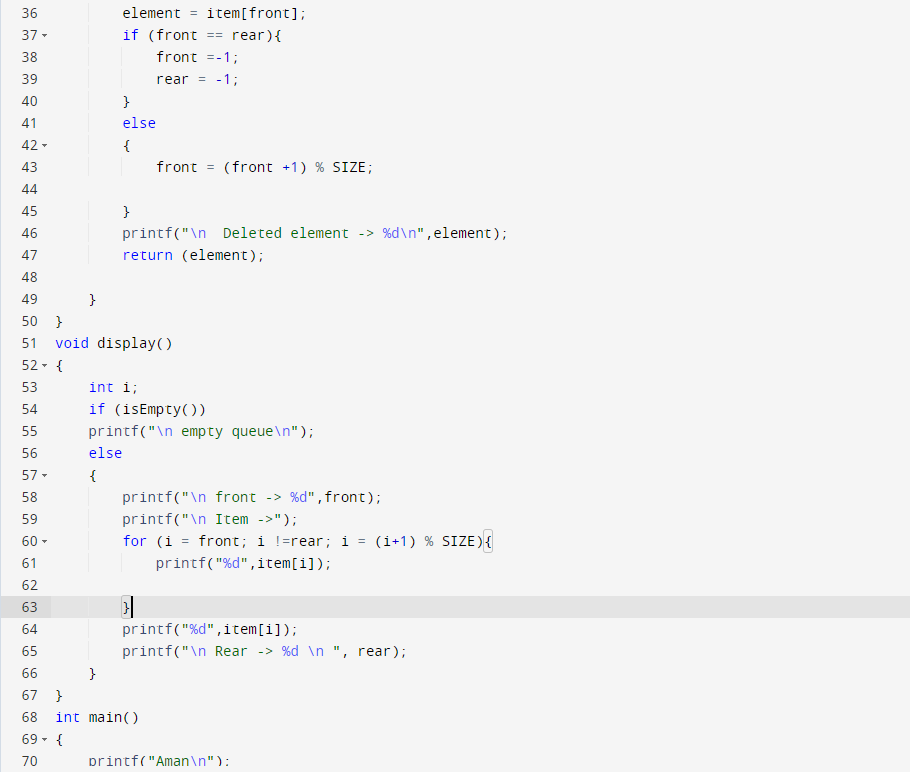 36 element = item[front];
37 if (front == rear){
38 front =-1;
39 rear = -1;
40 }
41 else
42 {
43 front = (front +1) % SIZE;
44
45 }
46 printf("\n  Deleted element -> %d\n",element);
47 return (element);
48
49 }
50 }
51 void display()
52 {
53 int i;
54 if (isEmpty())
55 printf("\n empty queue\n");
56 else
57 {
58 printf("\n front -> %d",front);
59 printf("\n Item ->");
60 for (i = front; i !=rear; i = (i+1) % SIZE){
61 printf("%d",item[i]);
62
63 }
64 printf("%d",item[i]);
65 printf("\n Rear -> %d \n ", rear);
66 }
67 }
68 int main()
69 {
70 printf("Aman\n");